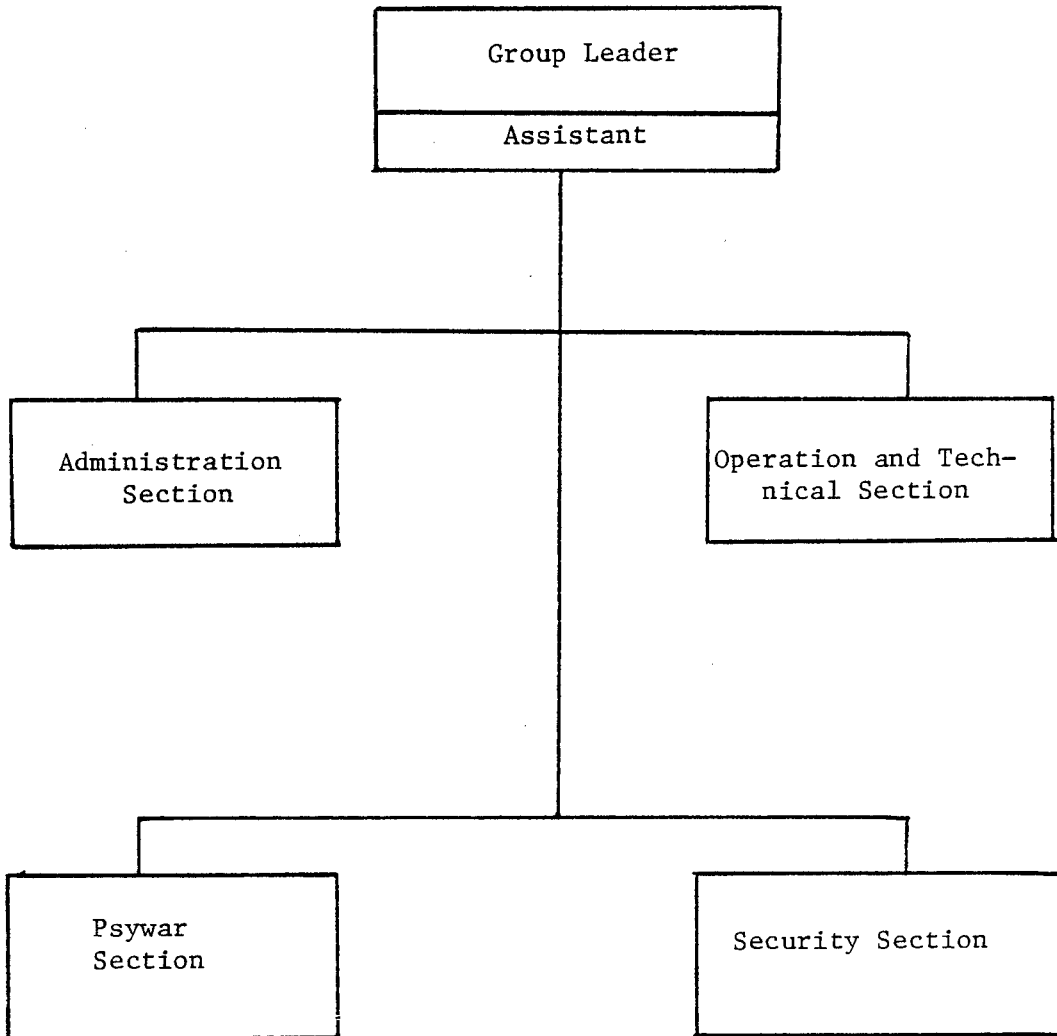 Group Leader
Assistant
Administration
Section
Operation and Tech-
nical Section
Psywar
Section
Security Section